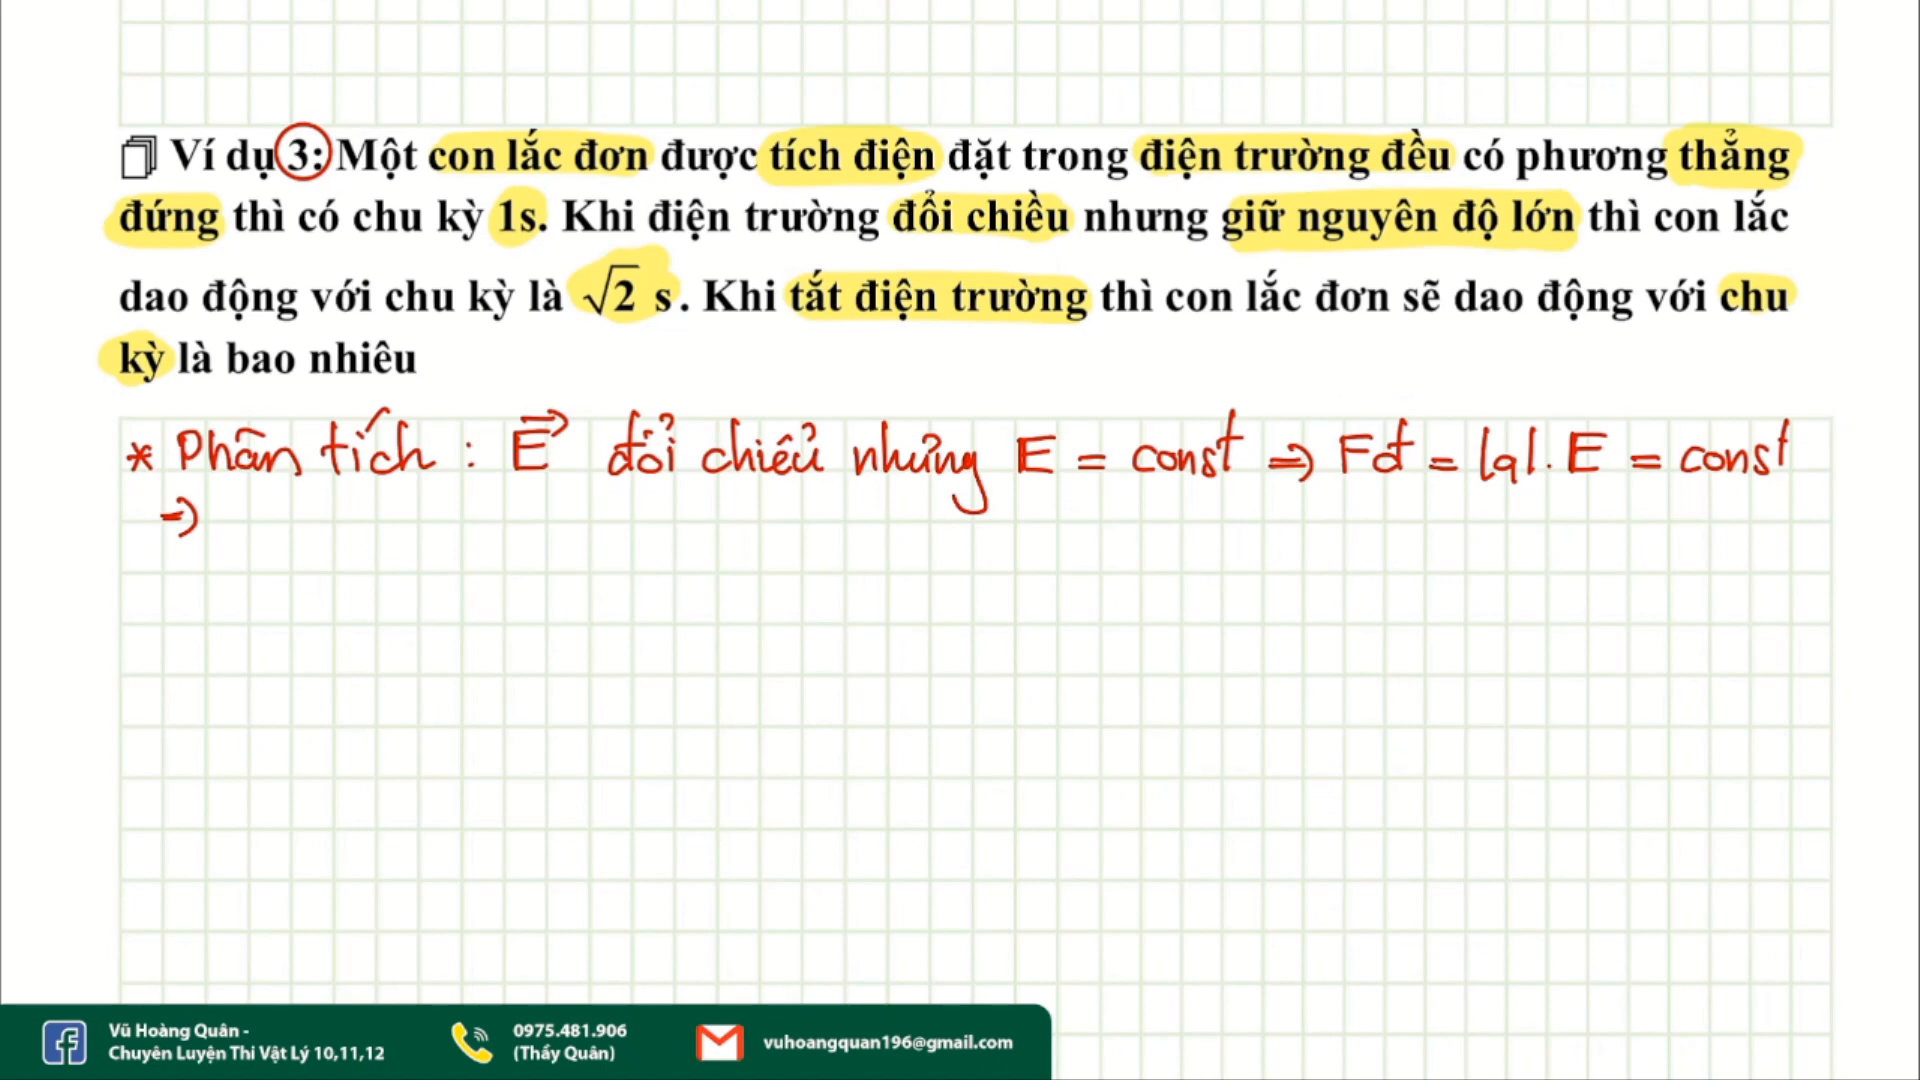 Ví dụ 3: Một con lắc đơn được tích điện đặt trong điện trường đều có phương thẳng
đứng thì có chu kỳ 1s. Khi điện trường đổi chiều nhưng giữ nguyên độ lớn thì con lắc
dao động với chu kỳ là √2 s. Khi tắt điện trường thì con lắc đơn sẽ dao động với chu
kỳ là bao nhiêu
* Phân tích : E⃗ đổi chiều nhưng E = const => Fđ = |q|. E = const
=>
Vũ Hoàng Quân -
Chuyên Luyện Thi Vật Lý 10,11,12
0975.481.906
(Thầy Quân)
vuhoangquan196@gmail.com